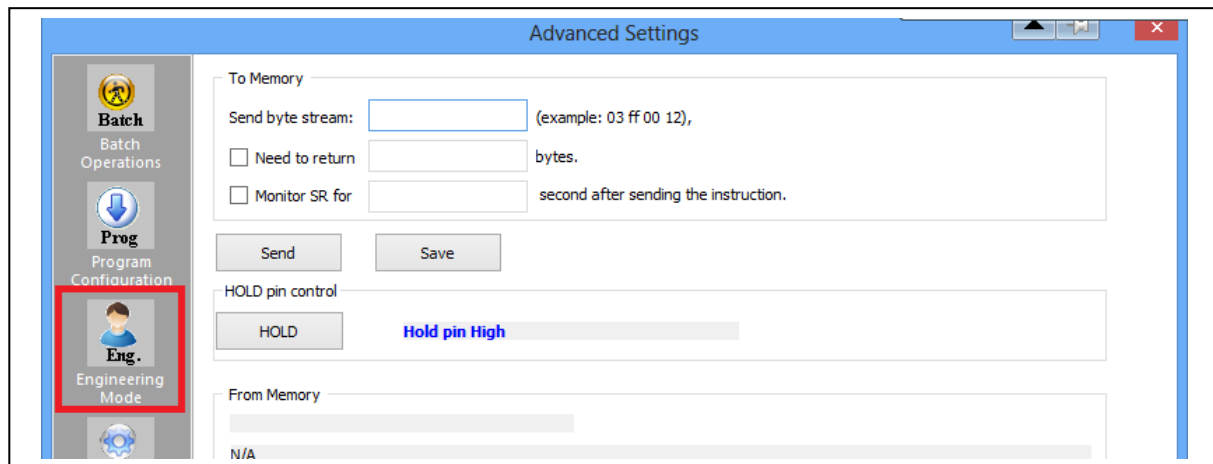 Advanced Settings
Batch
Batch
Operations
Prog
Program
Configuration
Eng.
Engineering
Mode
To Memory
Send byte stream: (example: 03 ff 00 12),
Need to return bytes.
Monitor SR for second after sending the instruction.
Send Save
HOLD pin control
HOLD Hold pin High
From Memory
N/A